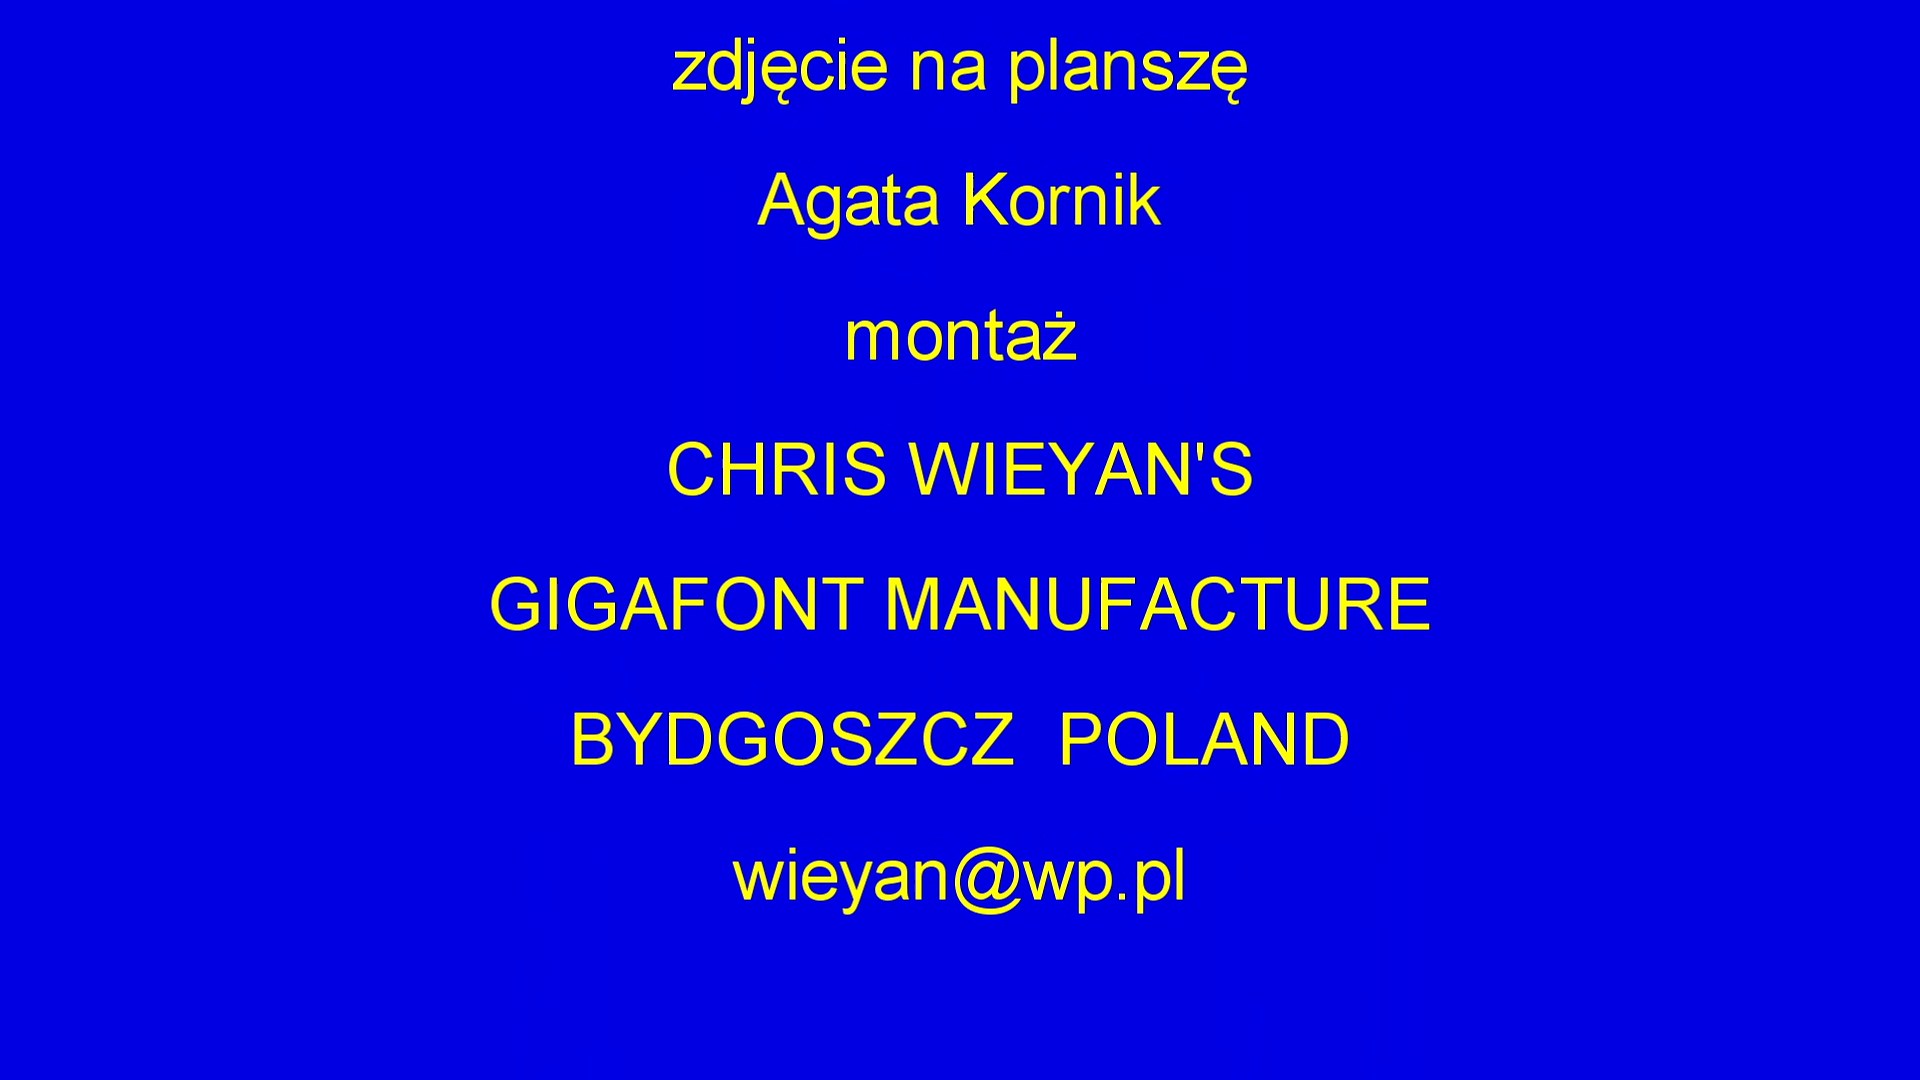 zdjęcie na planszę
Agata Kornik
montaż
CHRIS WIEYAN'S
GIGAFONT MANUFACTURE
BYDGOSZCZ  POLAND
wieyan@wp.pl